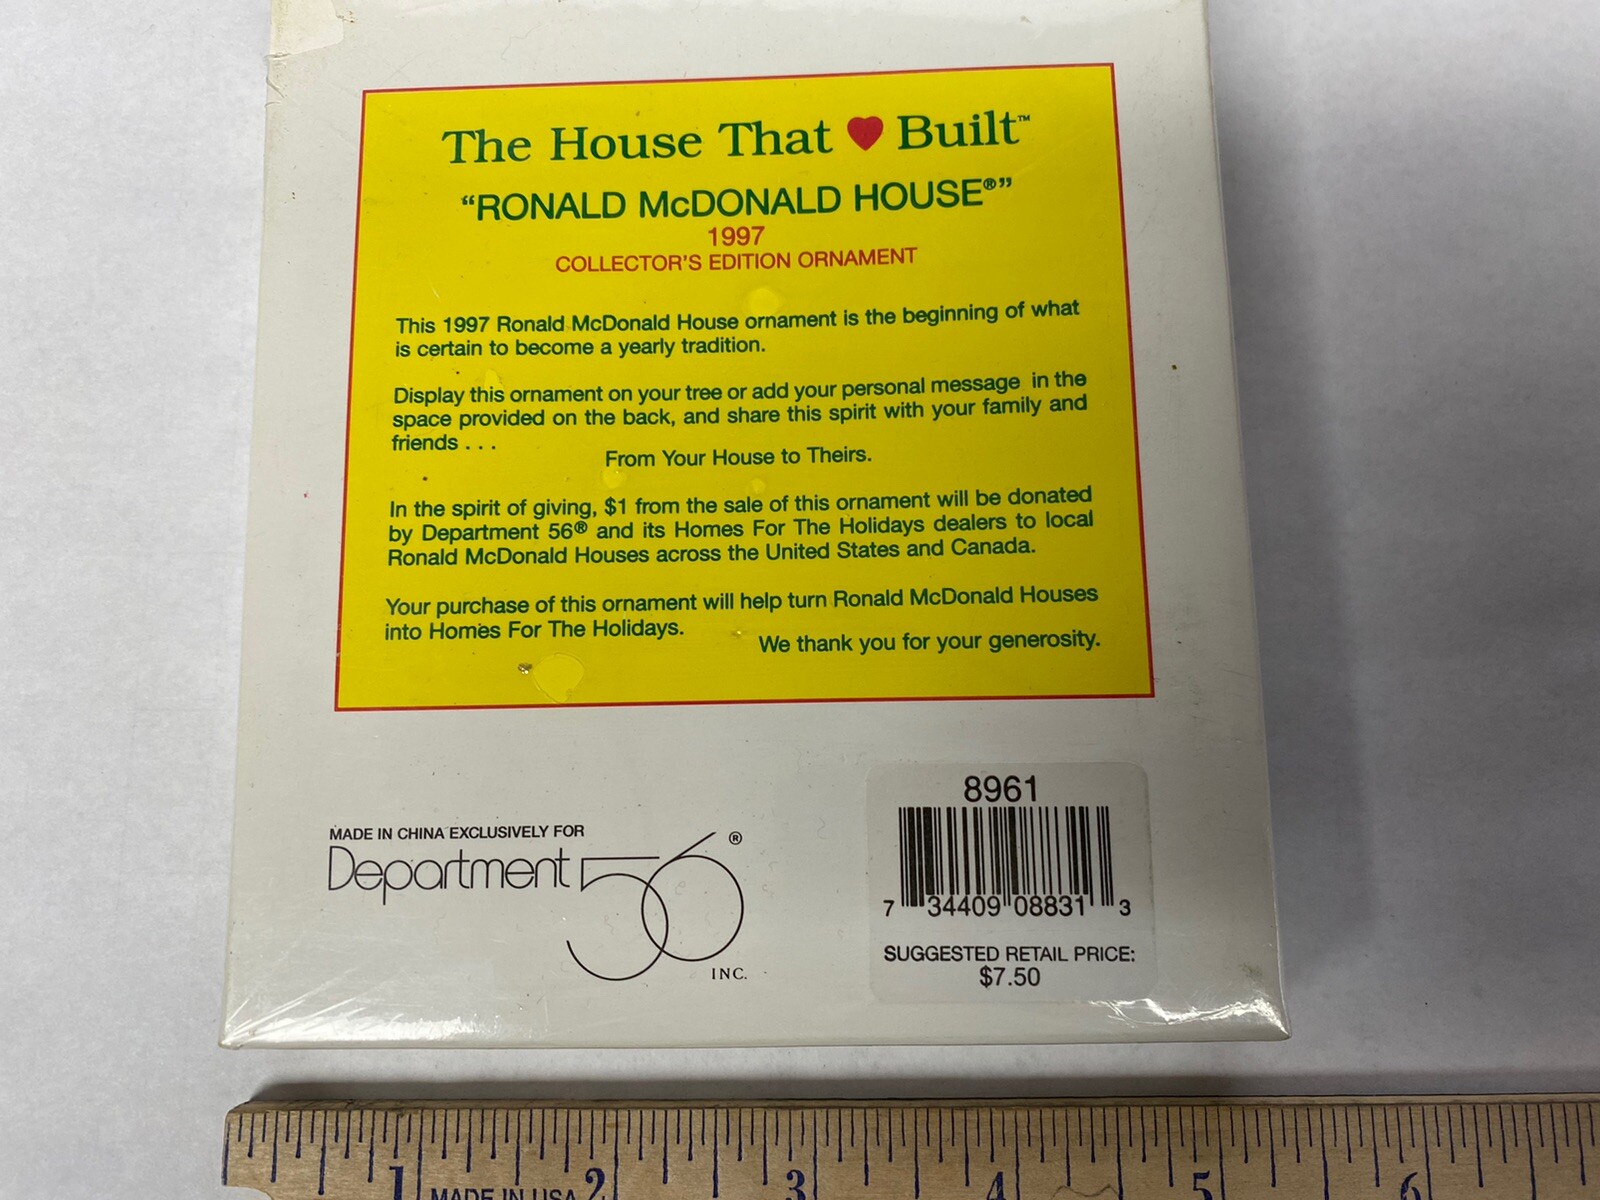 The House That ♥ Built™
“RONALD McDONALD HOUSE®”
1997
COLLECTOR'S EDITION ORNAMENT
This 1997 Ronald McDonald House ornament is the beginning of what
is certain to become a yearly tradition.
Display this ornament on your tree or add your personal message in the
space provided on the back, and share this spirit with your family and
friends . . .
From Your House to Theirs.
In the spirit of giving, $1 from the sale of this ornament will be donated
by Department 56® and its Homes For The Holidays dealers to local
Ronald McDonald Houses across the United States and Canada.
Your purchase of this ornament will help turn Ronald McDonald Houses
into Homes For The Holidays.
We thank you for your generosity.
MADE IN CHINA EXCLUSIVELY FOR
Department 56®
INC.
8961
7 34409 08831 3
SUGGESTED RETAIL PRICE:
$7.50
1 2 3 4 5 6
MADE IN USA